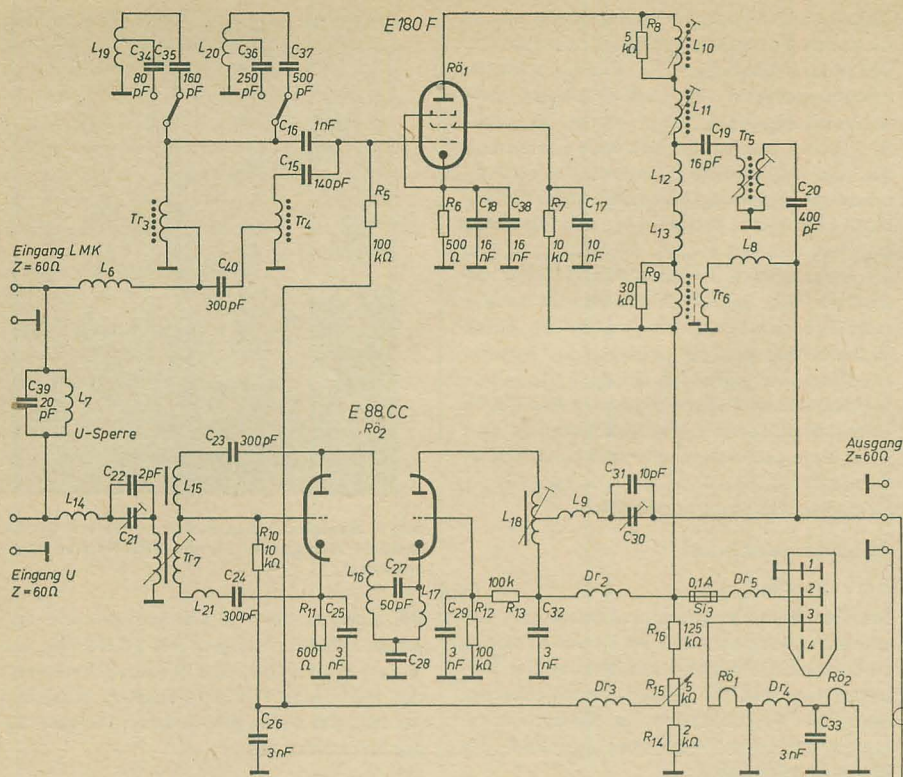 E 180 F
Rö1
L19
C34
C35
80
pF
160
pF
L20
C36
C37
250
pF
500
pF
R8
5
kΩ
L10
L11
C16
1nF
C15
140pF
C19
16pF
Tr5
L12
C20
400
pF
Tr3
Tr4
R5
100
kΩ
R6
500
Ω
C18
16
nF
C38
16
nF
R7
10
kΩ
C17
10
nF
L13
L8
R9
30
kΩ
Tr6
Eingang LMK
Z=60Ω
L6
C40
300pF
C39
20
pF
L7
U-Sperre
E 88 CC
Rö2
C23
300pF
Ausgang
Z=60Ω
C22
2pF
L15
L14
C21
C31
10pF
L9
L18
C30
R10
10
kΩ
Tr7
Eingang U
Z=60Ω
L21
C24
300pF
L16
C27
50pF
L17
100k
R13
Dr2
0,1A
Si3
Dr5
1
2
3
4
R11
600
Ω
C25
3
nF
C28
C29
3
nF
R12
100
kΩ
C32
3
nF
R16
125
kΩ
Dr3
R15
5
kΩ
Rö1
Dr4
Rö2
C26
3nF
R14
2
kΩ
C33
3nF